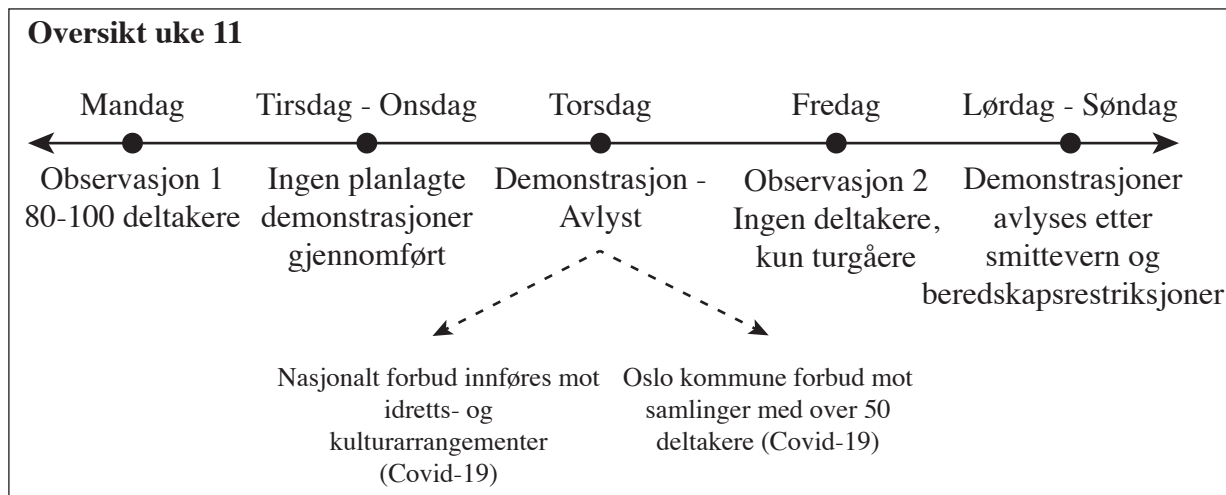 Oversikt uke 11
Mandag
Tirsdag - Onsdag
Torsdag
Fredag
Lørdag - Søndag
Observasjon 1
80-100 deltakere
Ingen planlagte
demonstrasjoner
gjennomført
Demonstrasjon -
Avlyst
Observasjon 2
Ingen deltakere,
kun turgåere
Demonstrasjoner
avlyses etter
smittevern og
beredskapsrestriksjoner
Nasjonalt forbud innføres mot
idretts- og
kulturarrangementer
(Covid-19)
Oslo kommune forbud mot
samlinger med over 50
deltakere (Covid-19)